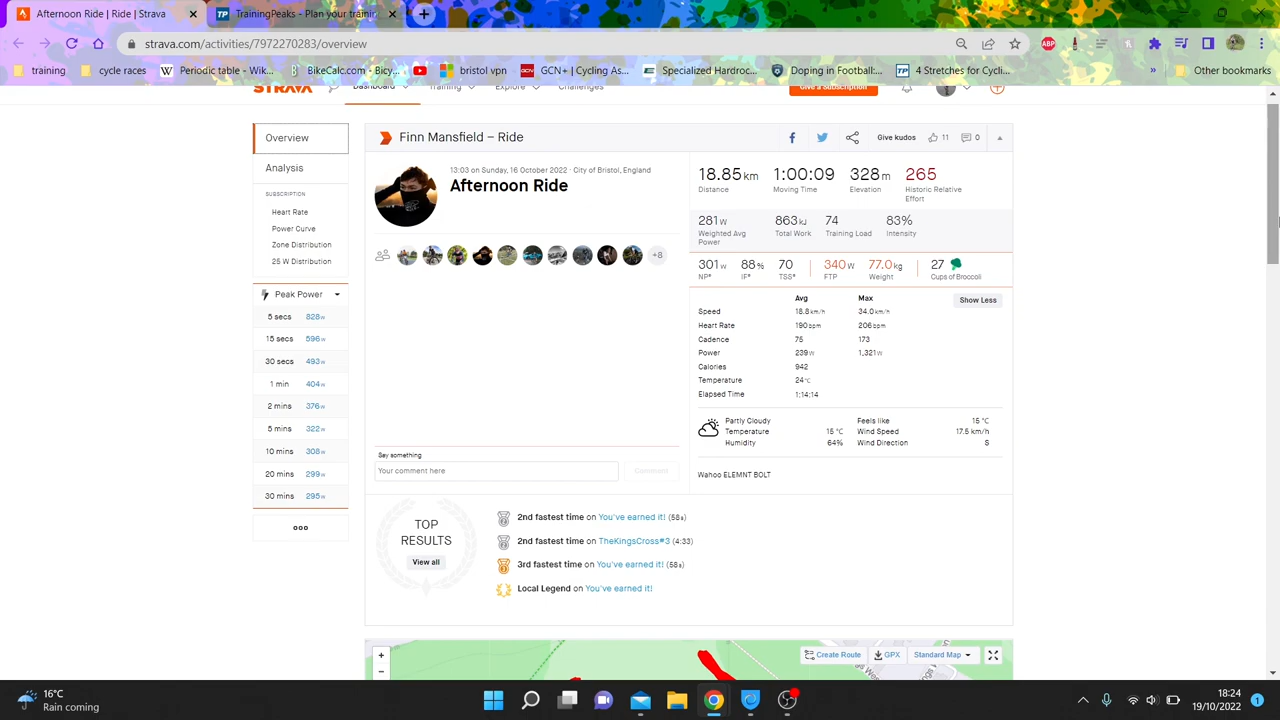 Afternoon Ride | Ride | Strava
TrainingPeaks - Plan your trainin
strava.com/activities/7972270283/overview
training
cycle races
Periodic table - Wik...
BikeCalc.com - Bicy...
bristol vpn
GCN+ | Cycling As...
Specialized Hardroc...
Doping in Football:...
4 Stretches for Cycli...
»
Other bookmarks
STRAVA
Dashboard
Training
Explore
Challenges
Give a Subscription
Overview
Analysis
SUBSCRIPTION
Heart Rate
Power Curve
Zone Distribution
25 W Distribution
Peak Power
5 secs 828w
15 secs 596w
30 secs 493w
1 min 404w
2 mins 376w
5 mins 322w
10 mins 308w
20 mins 299w
30 mins 295w
Finn Mansfield – Ride
Give kudos 11 0
13:03 on Sunday, 16 October 2022 · City of Bristol, England
Afternoon Ride
+8
Say something
Your comment here
Comment
18.85km 1:00:09 328m 265
Distance Moving Time Elevation Historic Relative Effort
281W 863kJ 74 83%
Weighted Avg Power Total Work Training Load Intensity
301w 88% 70 340W 77.0kg 27
NP® IF® TSS® FTP Weight Cups of Broccoli
Avg Max
Show Less
Speed 18.8km/h 34.0km/h
Heart Rate 190bpm 206bpm
Cadence 75 173
Power 239W 1,321W
Calories 942
Temperature 24℃
Elapsed Time 1:14:14
Partly Cloudy Feels like 15 ℃
Temperature 15 ℃ Wind Speed 17.5 km/h
Humidity 64% Wind Direction S
Wahoo ELEMNT BOLT
TOP
RESULTS
View all
2nd fastest time on You've earned it! (58s)
2nd fastest time on TheKingsCross#3 (4:33)
3rd fastest time on You've earned it! (58s)
Local Legend on You've earned it!
+
−
Create Route
GPX
Standard Map
16°C
Rain coming
18:24
19/10/2022
1